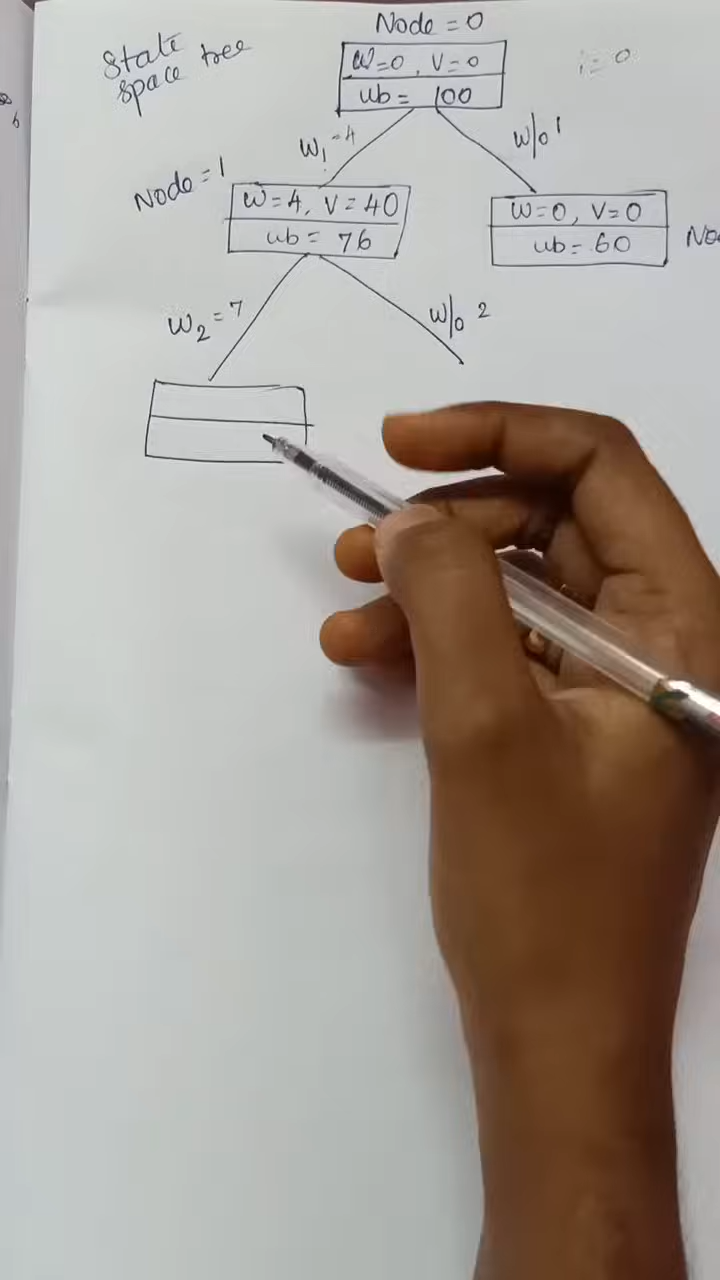 Node = 0
State
space tree
w=0, v=0
ub= 100
i=0
w₁=4
w/o 1
Node=1
w=4, v=40
ub= 76
w=0, v=0
ub=60
w₂=7
w/o 2